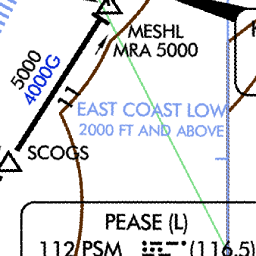 MESHL
MRA 5000
5000
4000G
11
EAST COAST LOW
2000 FT AND ABOVE
SCOGS
PEASE (L)
112 PSM (116.5)